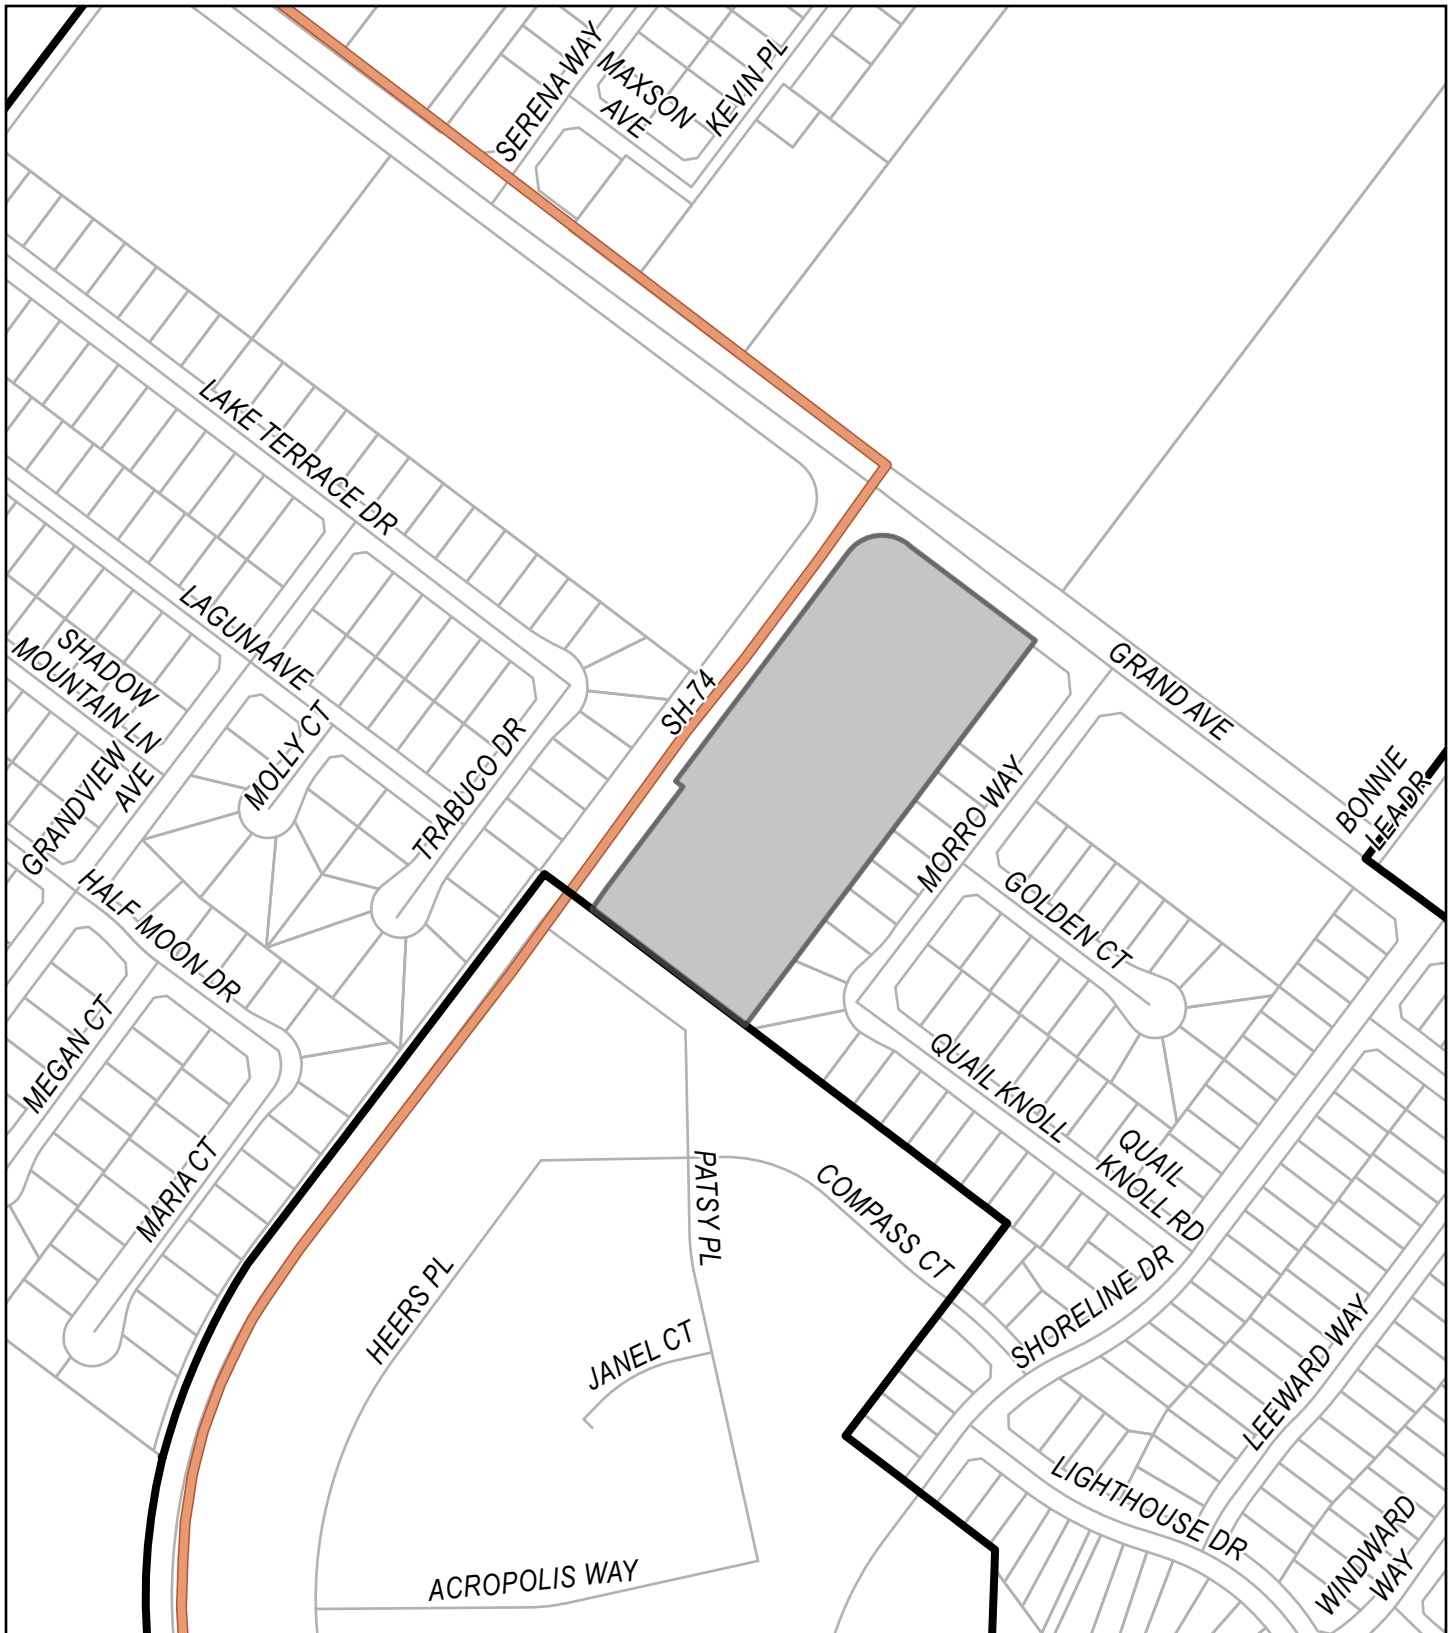 SERENA WAY
MAXSON
AVE
KEVIN PL
LAKE TERRACE DR
LAGUNA AVE
SHADOW
MOUNTAIN LN
GRANDVIEW
AVE
MOLLY CT
TRABUCO DR
SH-74
GRAND AVE
BONNIE
LEA DR
MORRO WAY
GOLDEN CT
HALF MOON DR
MEGAN CT
MARIA CT
QUAIL KNOLL
QUAIL
KNOLL RD
PATSY PL
COMPASS CT
HEERS PL
JANEL CT
SHORELINE DR
LEEWARD WAY
LIGHTHOUSE DR
WINDWARD
WAY
ACROPOLIS WAY